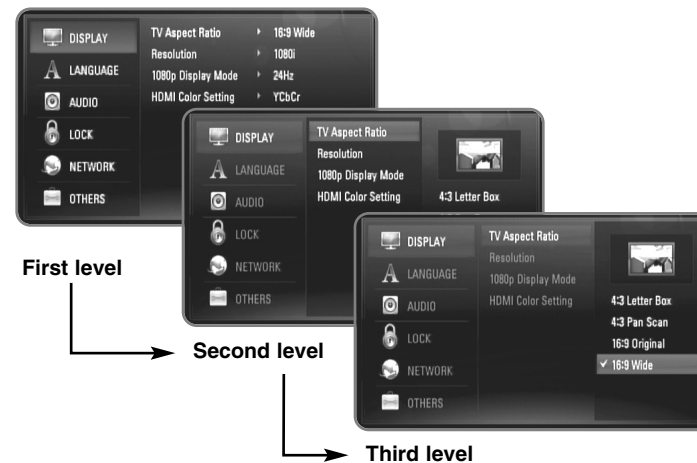 DISPLAY
LANGUAGE
AUDIO
LOCK
NETWORK
OTHERS
TV Aspect Ratio 16:9 Wide
Resolution 1080i
1080p Display Mode 24Hz
HDMI Color Setting YCbCr
First level
DISPLAY
LANGUAGE
AUDIO
LOCK
NETWORK
OTHERS
TV Aspect Ratio
Resolution
1080p Display Mode
HDMI Color Setting
4:3 Letter Box
Second level
DISPLAY
LANGUAGE
AUDIO
LOCK
NETWORK
OTHERS
TV Aspect Ratio
Resolution
1080p Display Mode
HDMI Color Setting
4:3 Letter Box
4:3 Pan Scan
16:9 Original
✓ 16:9 Wide
Third level